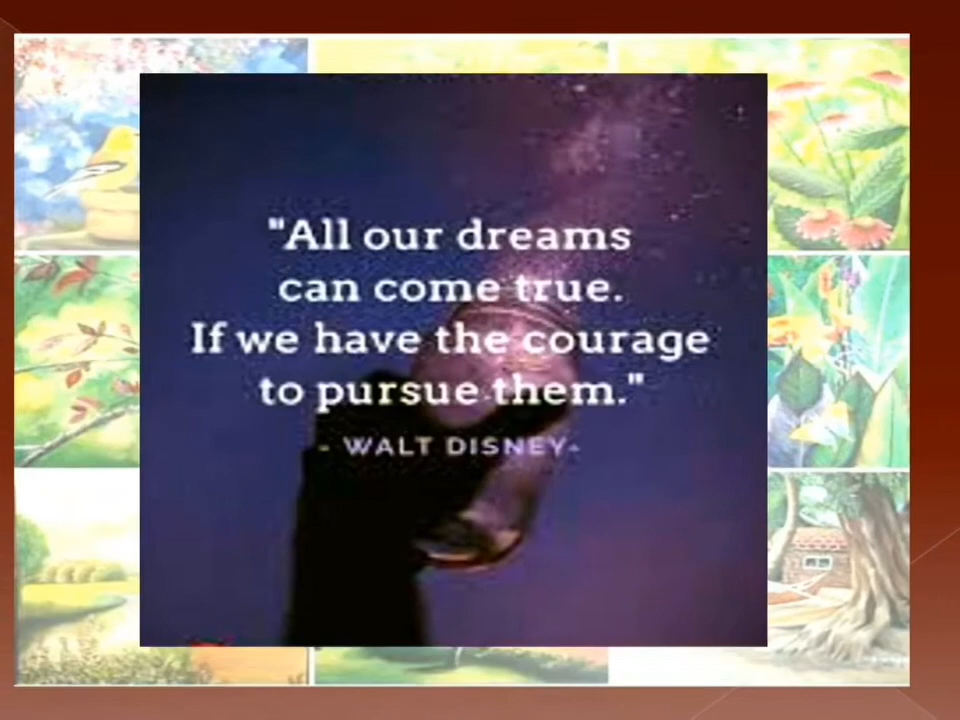 "All our dreams
can come true.
If we have the courage
to pursue them."
- WALT DISNEY-